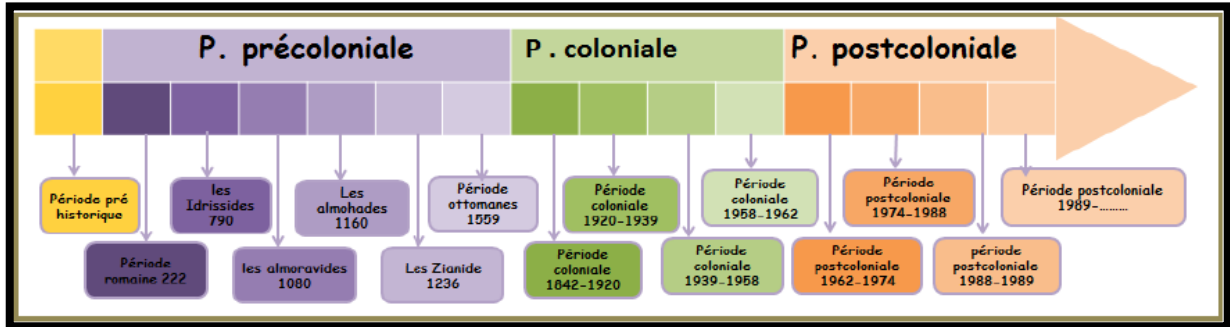 P. précoloniale
P . coloniale
P. postcoloniale
Période pré
historique
Période
romaine 222
les
Idrissides
790
les almoravides
1080
Les
almohades
1160
Les Zianide
1236
Période
ottomanes
1559
Période
coloniale
1842-1920
Période
coloniale
1920-1939
Période
coloniale
1939-1958
Période
coloniale
1958-1962
Période
postcoloniale
1962-1974
Période
postcoloniale
1974-1988
période
postcoloniale
1988-1989
Période postcoloniale
1989-.........